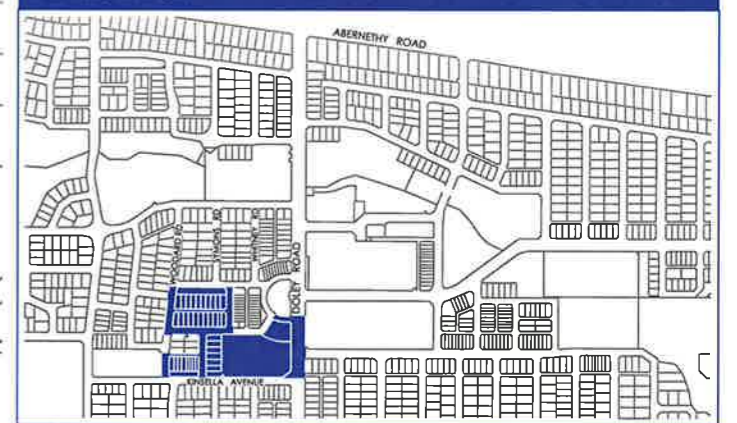 ABERNETHY ROAD
WOODARD RD
SYMONS RD
WHITNEY RD
DOLEY ROAD
KINSELLA AVENUE